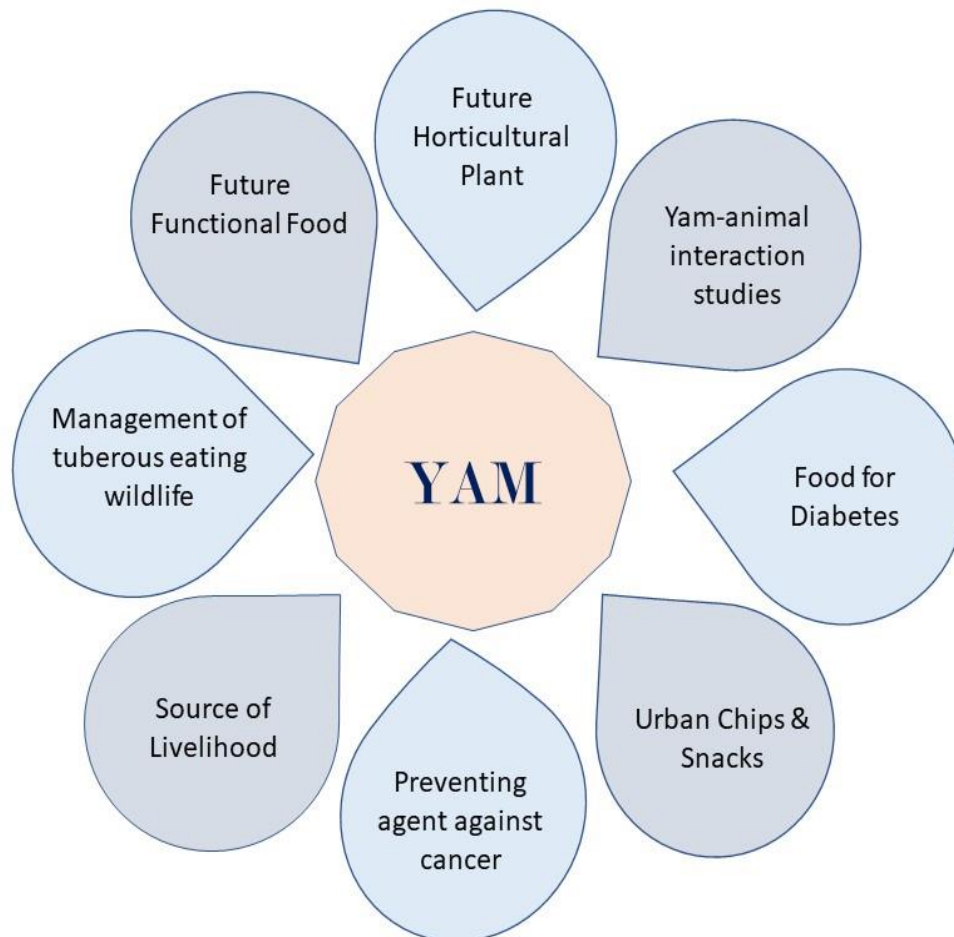 Future
Horticultural
Plant
Yam-animal
interaction
studies
Food for
Diabetes
Urban Chips &
Snacks
Preventing
agent against
cancer
Source of
Livelihood
Management of
tuberous eating
wildlife
Future
Functional Food
YAM